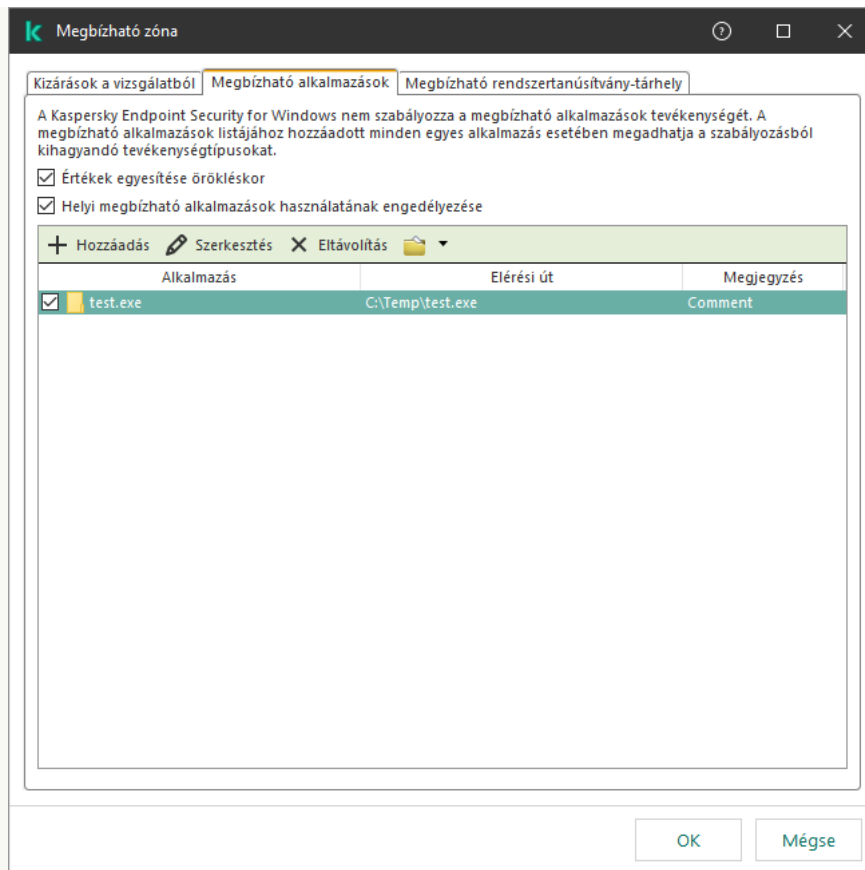 Megbízható zóna
Kizárások a vizsgálatból Megbízható alkalmazások Megbízható rendszertanúsítvány-tárhely
A Kaspersky Endpoint Security for Windows nem szabályozza a megbízható alkalmazások tevékenységét. A
megbízható alkalmazások listájához hozzáadott minden egyes alkalmazás esetében megadhatja a szabályozásból
kihagyandó tevékenységtípusokat.
Értékek egyesítése örökléskor
Helyi megbízható alkalmazások használatának engedélyezése
Hozzáadás Szerkesztés Eltávolítás
Alkalmazás Elérési út Megjegyzés
test.exe C:\Temp\test.exe Comment
OK Mégse